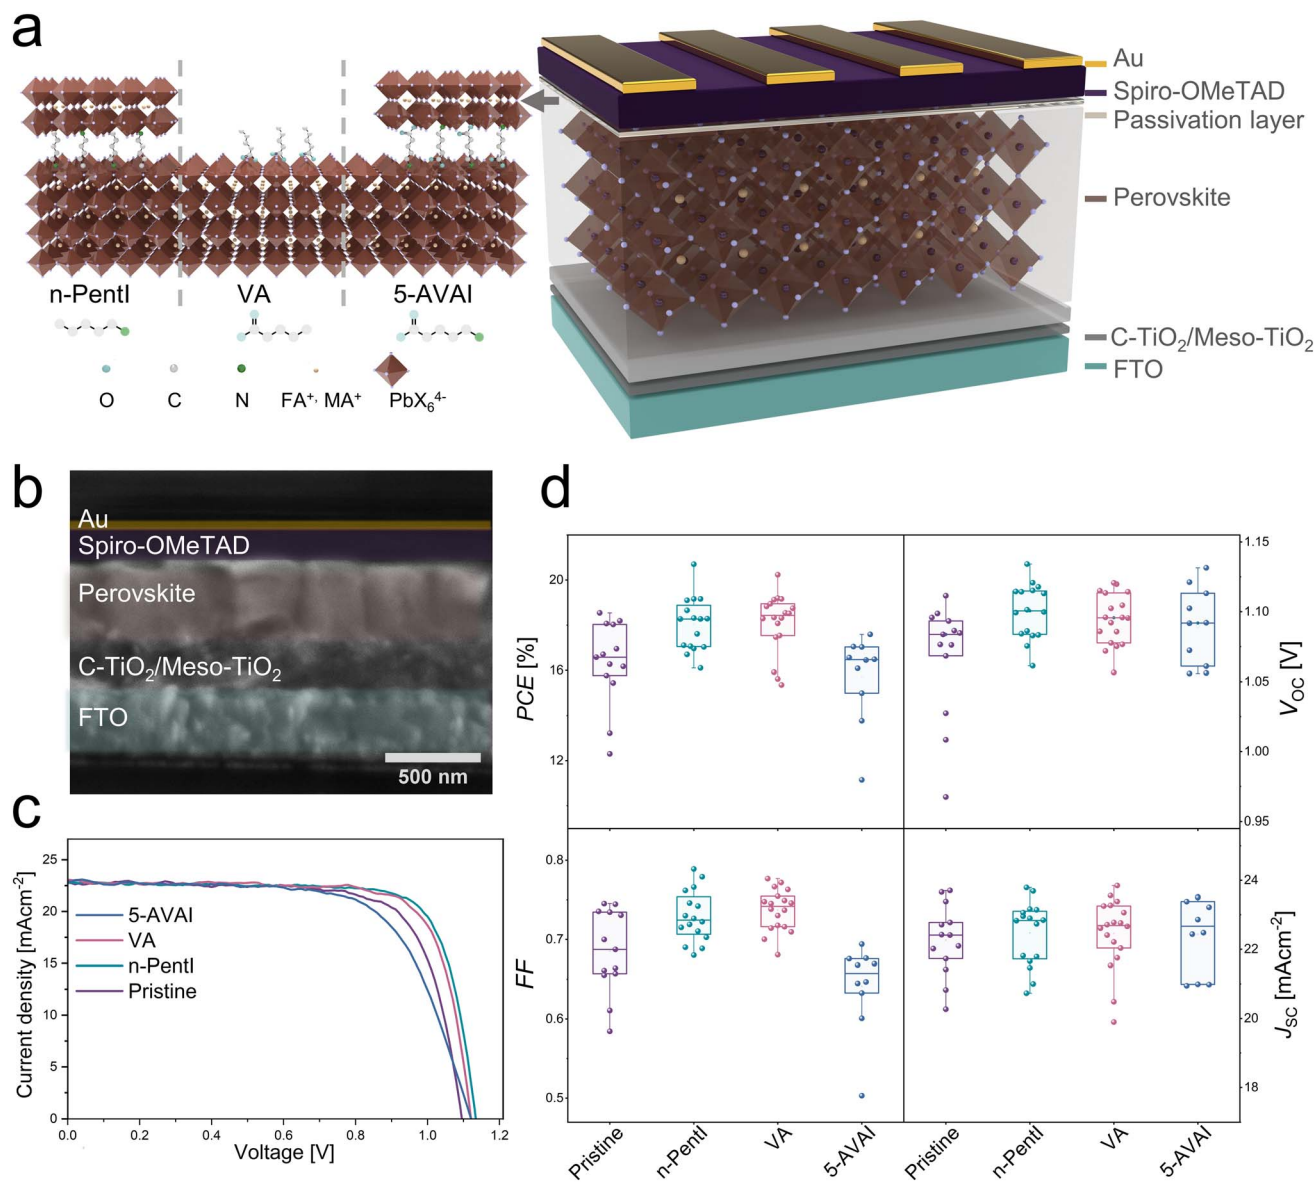 a
n-PentI
VA
5-AVAI
O
C
N
FA⁺, MA⁺
PbX₆⁴⁻
Au
Spiro-OMeTAD
Passivation layer
Perovskite
C-TiO₂/Meso-TiO₂
FTO
b
Au
Spiro-OMeTAD
Perovskite
C-TiO₂/Meso-TiO₂
FTO
500 nm
c
Current density [mAcm⁻²]
25
20
15
10
5
0
5-AVAI
VA
n-PentI
Pristine
0.0 0.2 0.4 0.6 0.8 1.0 1.2
Voltage [V]
d
PCE [%]
20
16
12
1.15
1.10
1.05
1.00
0.95
V_OC [V]
FF
0.8
0.7
0.6
0.5
24
22
20
18
J_SC [mAcm⁻²]
Pristine n-PentI VA 5-AVAI Pristine n-PentI VA 5-AVAI